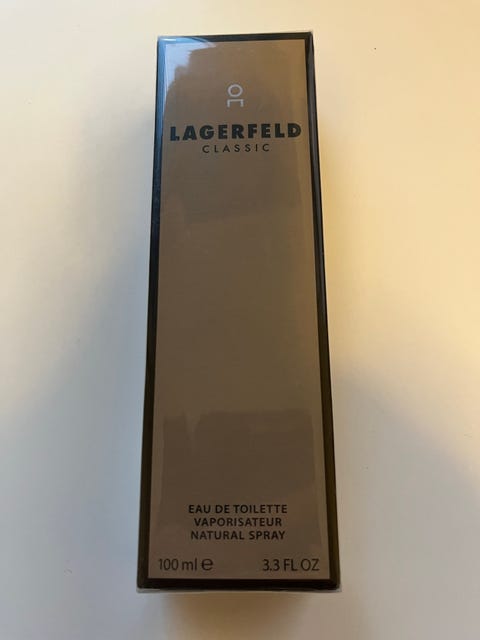 LAGERFELD
CLASSIC
EAU DE TOILETTE
VAPORISATEUR
NATURAL SPRAY
100 ml ℮ 3.3 FL OZ